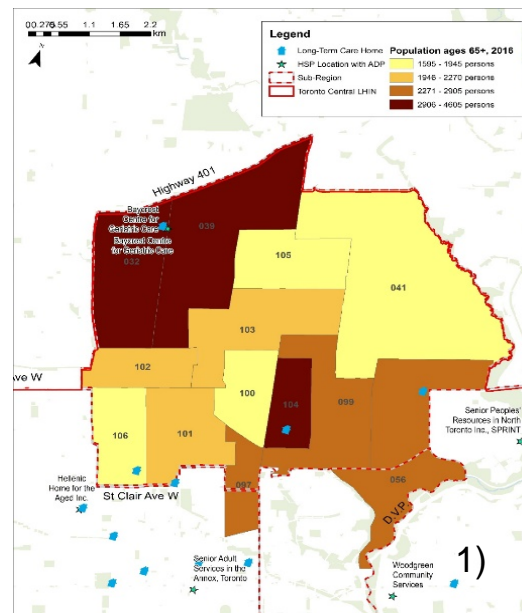 00.275 0.55 1.1 1.65 2.2
km
Legend
Long-Term Care Home
HSP Location with ADP
Sub-Region
Toronto Central LHIN
Population ages 65+, 2016
1595 - 1945 persons
1946 - 2270 persons
2271 - 2905 persons
2906 - 4605 persons
Highway 401
Baycrest
Centre for
Geriatric Care
Baycrest Centre
for Geriatric Care
032
039
105
041
103
102
Ave W
100
104
099
106
101
Senior Peoples'
Resources in North
Toronto Inc., SPRINT
Hellenic
Home for the
Aged Inc.
St Clair Ave W
097
056
D.V.P.
Senior Adult
Services in the
Annex, Toronto
Woodgreen
Community
Services
1)